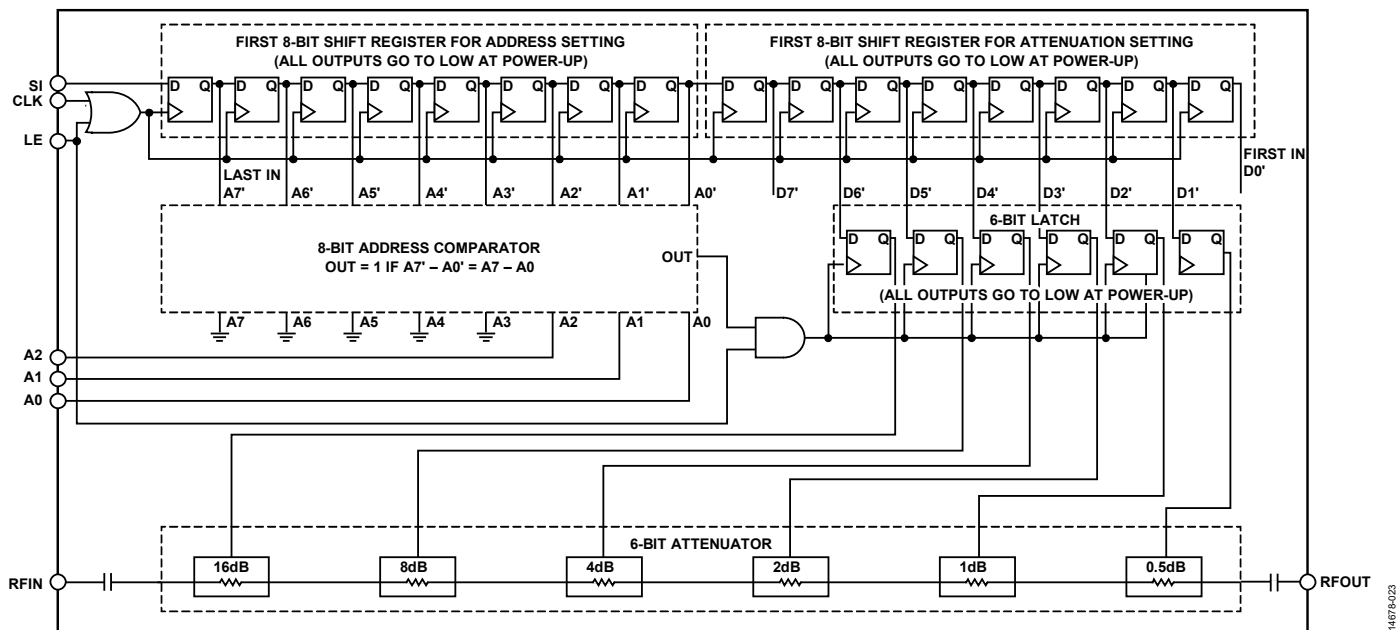 FIRST 8-BIT SHIFT REGISTER FOR ADDRESS SETTING
(ALL OUTPUTS GO TO LOW AT POWER-UP)
FIRST 8-BIT SHIFT REGISTER FOR ATTENUATION SETTING
(ALL OUTPUTS GO TO LOW AT POWER-UP)
SI
D Q D Q D Q D Q D Q D Q D Q D Q D Q D Q D Q D Q D Q D Q D Q D Q
CLK
LE
LAST IN
A7' A6' A5' A4' A3' A2' A1' A0' D7' D6' D5' D4' D3' D2' D1'
FIRST IN
D0'
6-BIT LATCH
D Q D Q D Q D Q D Q D Q
8-BIT ADDRESS COMPARATOR
OUT = 1 IF A7' – A0' = A7 – A0
OUT
(ALL OUTPUTS GO TO LOW AT POWER-UP)
A7 A6 A5 A4 A3 A2 A1 A0
A2
A1
A0
6-BIT ATTENUATOR
16dB 8dB 4dB 2dB 1dB 0.5dB
RFIN
RFOUT
14678-023